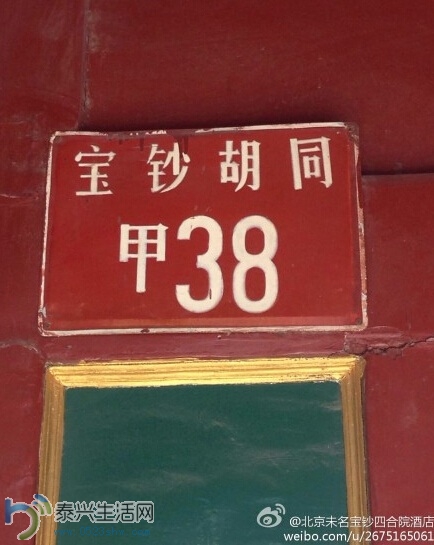 宝钞胡同
甲38
泰兴生活网
@北京未名宝钞四合院酒店
weibo.com/u/2675165061